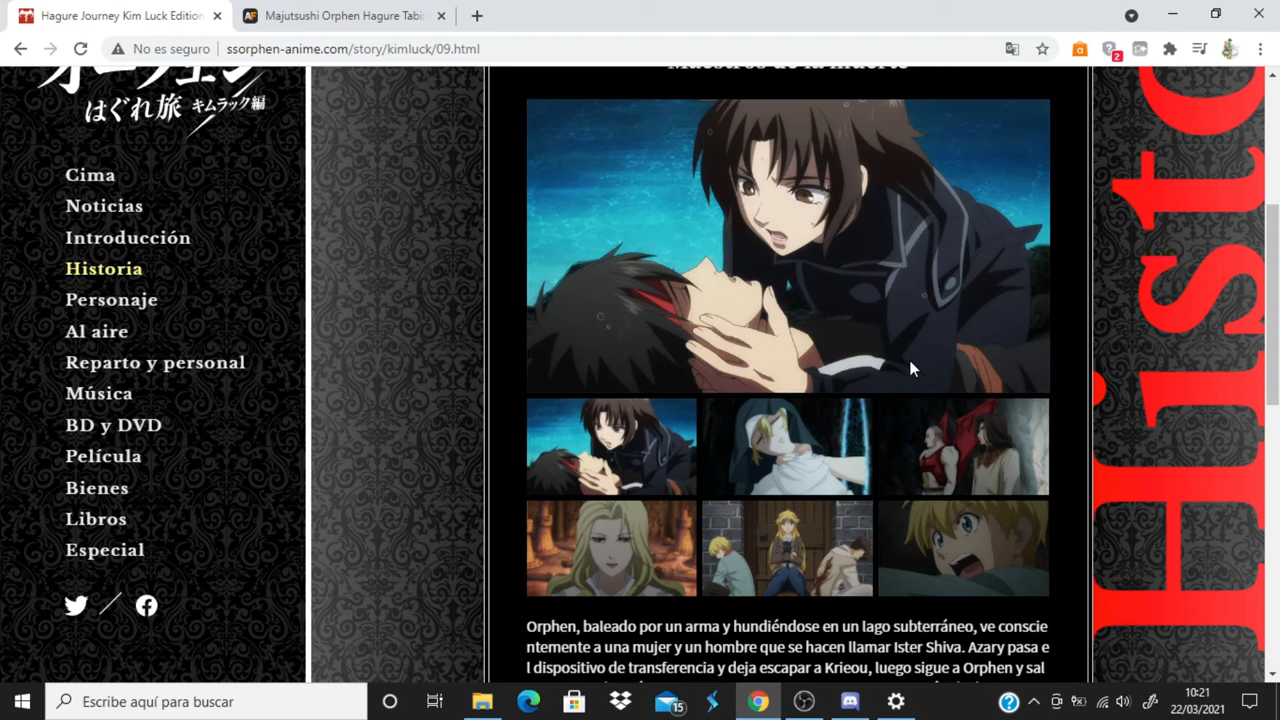 Hagure Journey Kim Luck Edition
Majutsushi Orphen Hagure Tabi
No es seguro
ssorphen-anime.com/story/kimluck/09.html
2
はぐれ旅 キムラック編
Cima
Noticias
Introducción
Historia
Personaje
Al aire
Reparto y personal
Música
BD y DVD
Película
Bienes
Libros
Especial
Orphen, baleado por un arma y hundiéndose en un lago subterráneo, ve conscie
ntemente a una mujer y un hombre que se hacen llamar Ister Shiva. Azary pasa e
l dispositivo de transferencia y deja escapar a Krieou, luego sigue a Orphen y sal
Histo
Escribe aquí para buscar
15
10:21
22/03/2021